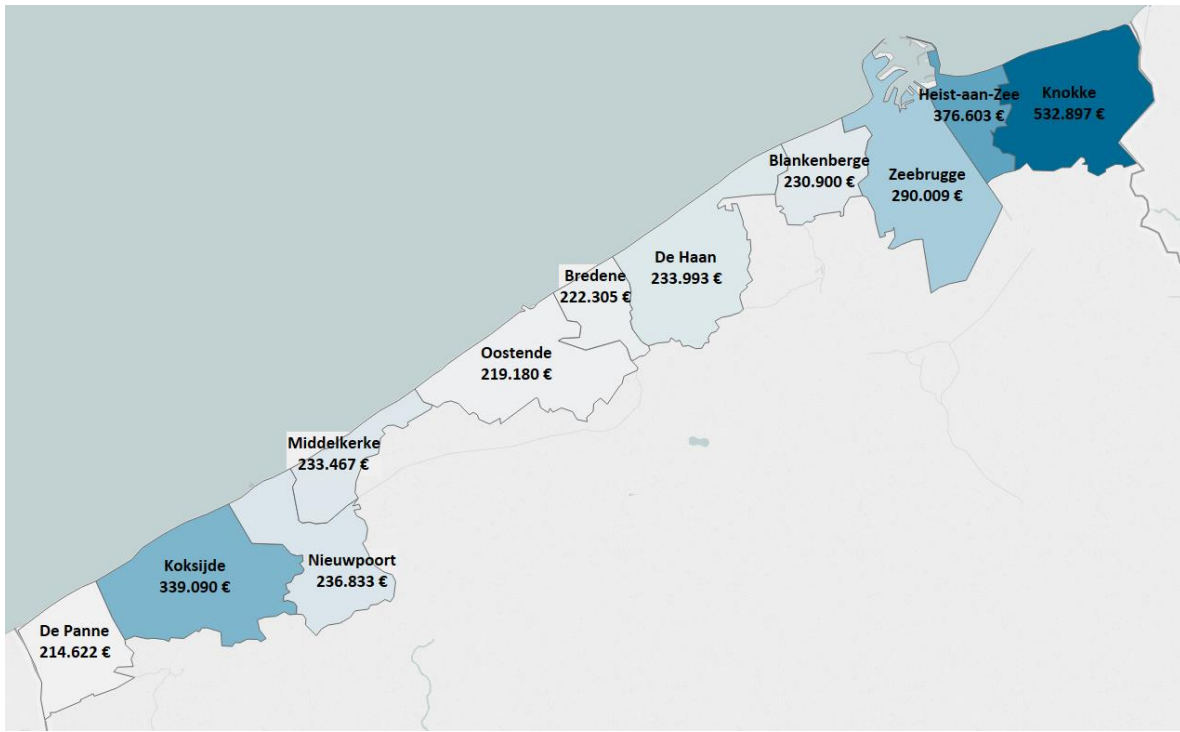 Heist-aan-Zee
376.603 €
Knokke
532.897 €
Blankenberge
230.900 €
Zeebrugge
290.009 €
De Haan
233.993 €
Bredene
222.305 €
Oostende
219.180 €
Middelkerke
233.467 €
Koksijde
339.090 €
Nieuwpoort
236.833 €
De Panne
214.622 €